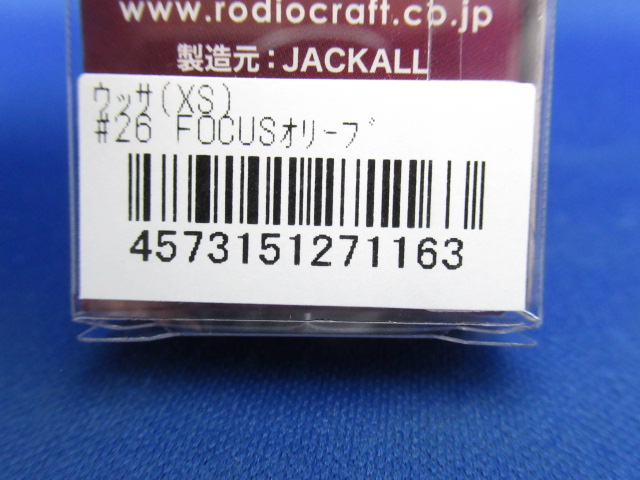 www.rodiocraft.co.jp
製造元：JACKALL
ウッサ(XS)
#26 FOCUSオリーブ
4573151271163